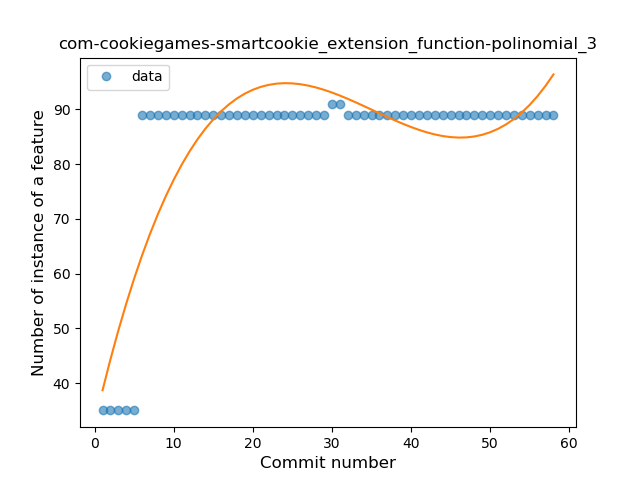 com-cookiegames-smartcookie_extension_function-polinomial_3
data
Number of instance of a feature
90
80
70
60
50
40
0 10 20 30 40 50 60
Commit number